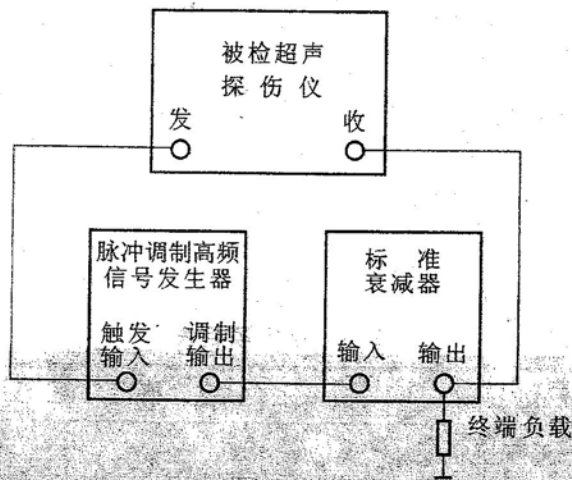 被检超声
探伤仪
发
收
脉冲调制高频
信号发生器
触发
输入
调制
输出
标准
衰减器
输入
输出
终端负载